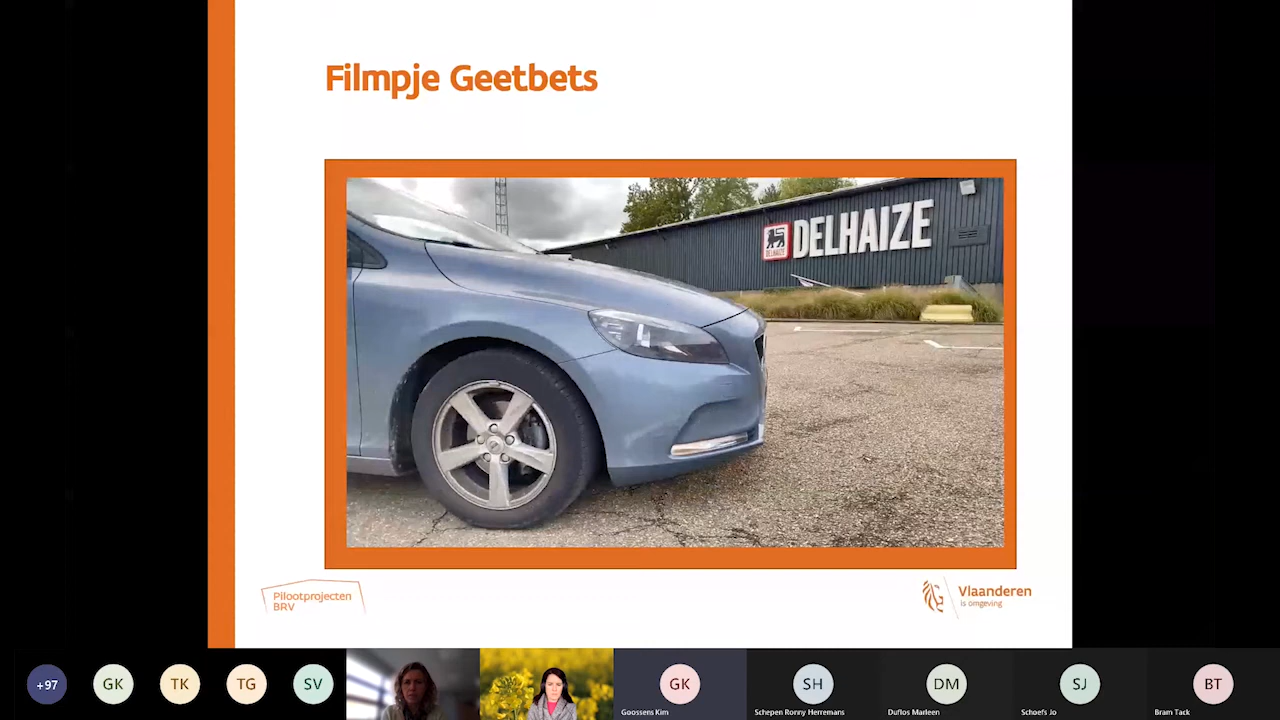 Filmpje Geetbets
DELHAIZE
DELHAIZE
Pilootprojecten
BRV
Vlaanderen
is omgeving
+97
GK
TK
TG
SV
GK
SH
DM
SJ
BT
Goossens Kim
Schepen Ronny Herremans
Duflos Marleen
Schoefs Jo
Bram Tack